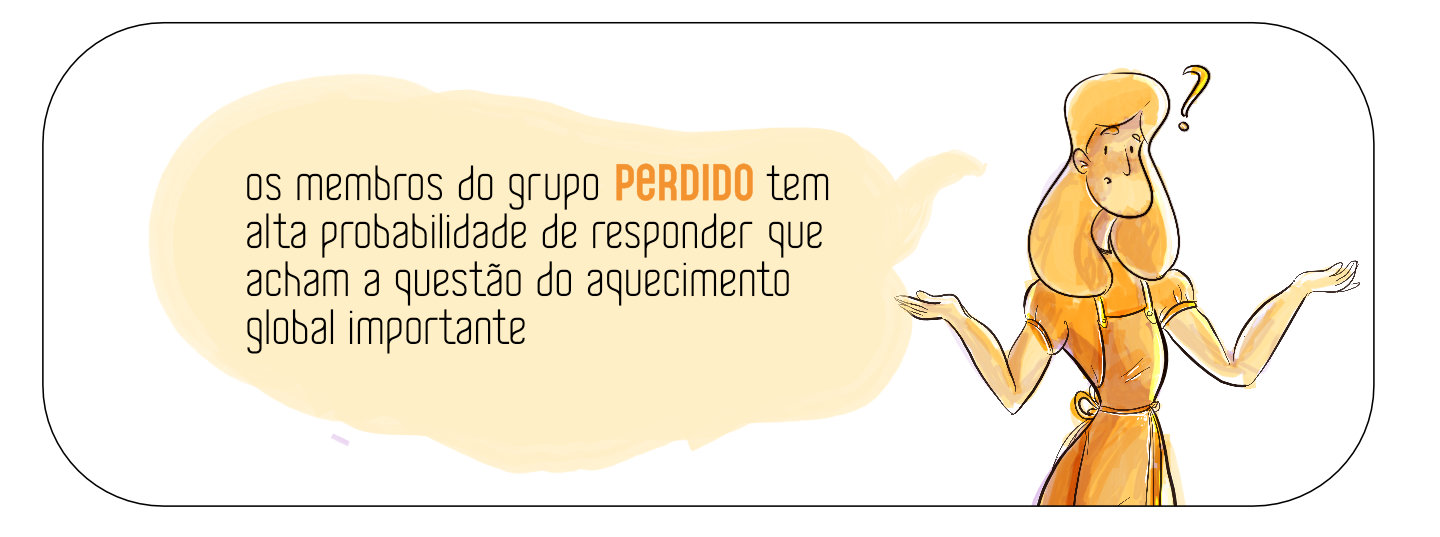 os membros do grupo PERDIDO tem
alta probabilidade de responder que
acham a questão do aquecimento
global importante
?